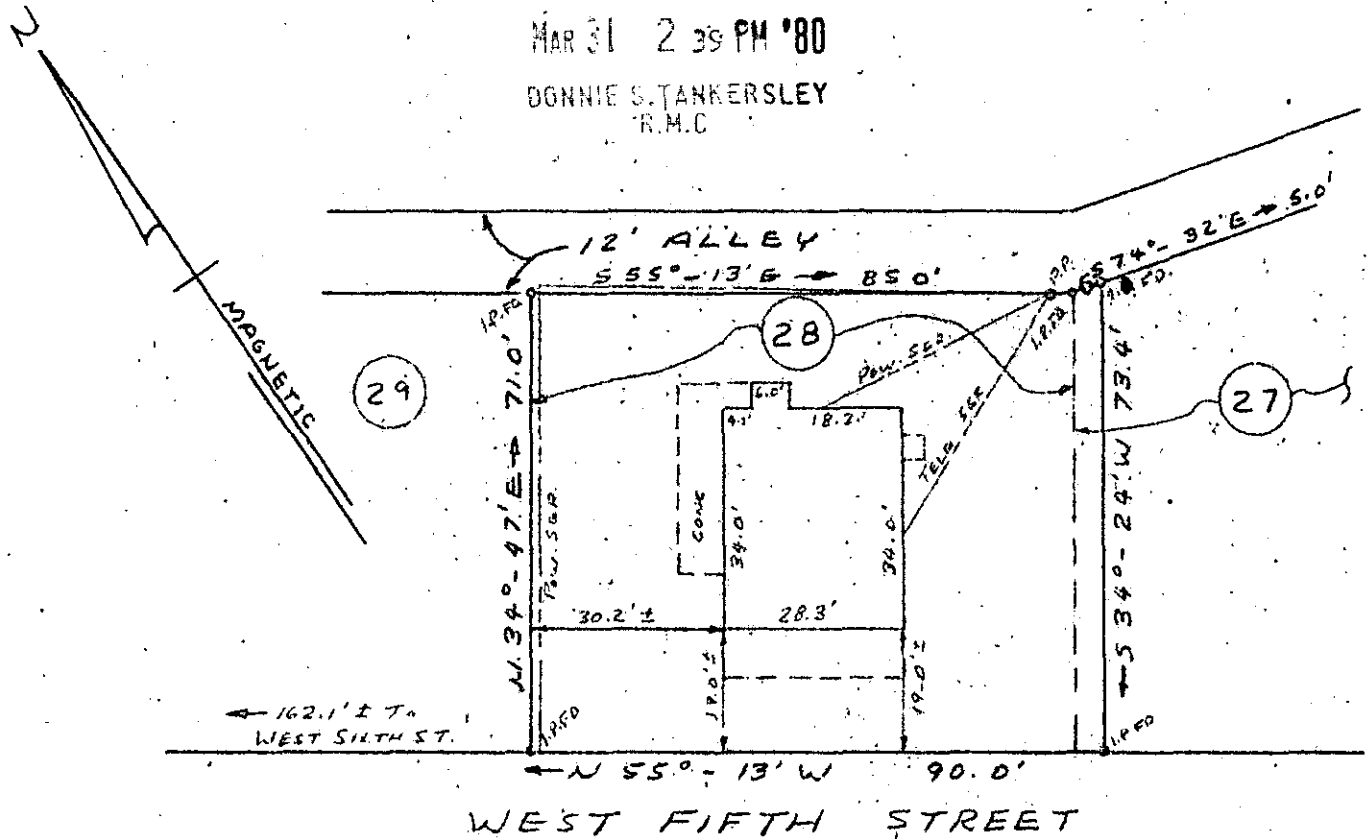 MAR 31 2 39 PM '80
DONNIE S. TANKERSLEY
R.M.C
N
MAGNETIC
12' ALLEY
S 55°-13' E → 85.0'
P.P.
S 74°-32' E → 5.0'
I.P.FD
I.P.FD
I.P.FD.
29
28
27
N. 34°-47' E → 71.0'
POW. SER.
CONC
4.1'
6.0'
18.2'
34.0'
34.0'
POW. SER.
TELE SER
← S 34°-24' W 73.4'
30.2' ±
28.3'
19.0' ±
19.0' ±
← 162.1' ± To
WEST SIXTH ST.
I.P.FD
I.P.FD
← N 55°-13' W 90.0'
WEST FIFTH STREET